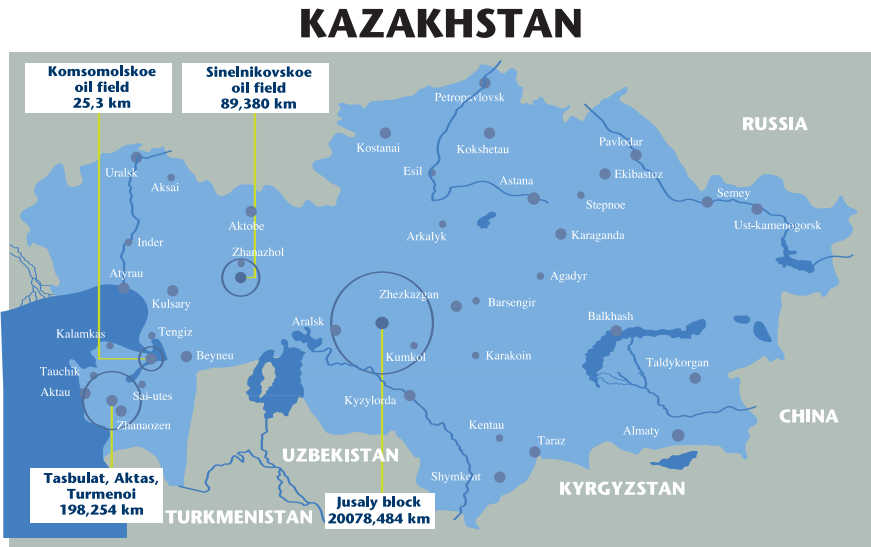 KAZAKHSTAN
Komsomolskoe
oil field
25,3 km
Sinelnikovskoe
oil field
89,380 km
Petropavlovsk
RUSSIA
Kostanai
Kokshetau
Pavlodar
Uralsk
Aksai
Esil
Astana
Ekibastuz
Stepnoe
Semey
Ust-kamenogorsk
Aktobe
Arkalyk
Karaganda
Inder
Zhanazhol
Atyrau
Agadyr
Kulsary
Zhezkazgan
Barsengir
Kalamkas
Tengiz
Aralsk
Balkhash
Beyneu
Kumkol
Karakoin
Tauchik
Taldykorgan
Aktau
Sai-utes
Kyzylorda
Zhanaozen
Kentau
Taraz
Almaty
CHINA
UZBEKISTAN
Shymkent
KYRGYZSTAN
Tasbulat, Aktas,
Turmenoi
198,254 km
TURKMENISTAN
Jusaly block
20078,484 km